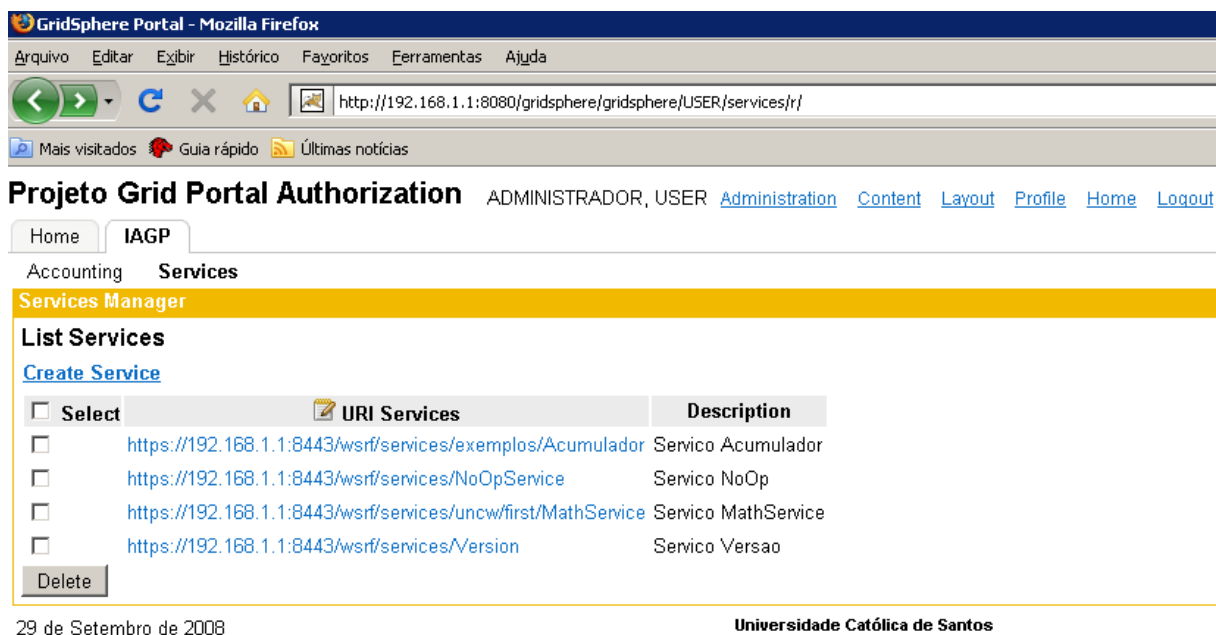 GridSphere Portal - Mozilla Firefox
Arquivo Editar Exibir Histórico Favoritos Ferramentas Ajuda
http://192.168.1.1:8080/gridsphere/gridsphere/USER/services/r/
Mais visitados Guia rápido Últimas notícias
Projeto Grid Portal Authorization ADMINISTRADOR, USER Administration Content Layout Profile Home Logout
Home IAGP
Accounting Services
Services Manager
List Services
Create Service
Select URI Services Description
https://192.168.1.1:8443/wsrf/services/exemplos/Acumulador Servico Acumulador
https://192.168.1.1:8443/wsrf/services/NoOpService Servico NoOp
https://192.168.1.1:8443/wsrf/services/uncw/first/MathService Servico MathService
https://192.168.1.1:8443/wsrf/services/Version Servico Versao
Delete
29 de Setembro de 2008 Universidade Católica de Santos